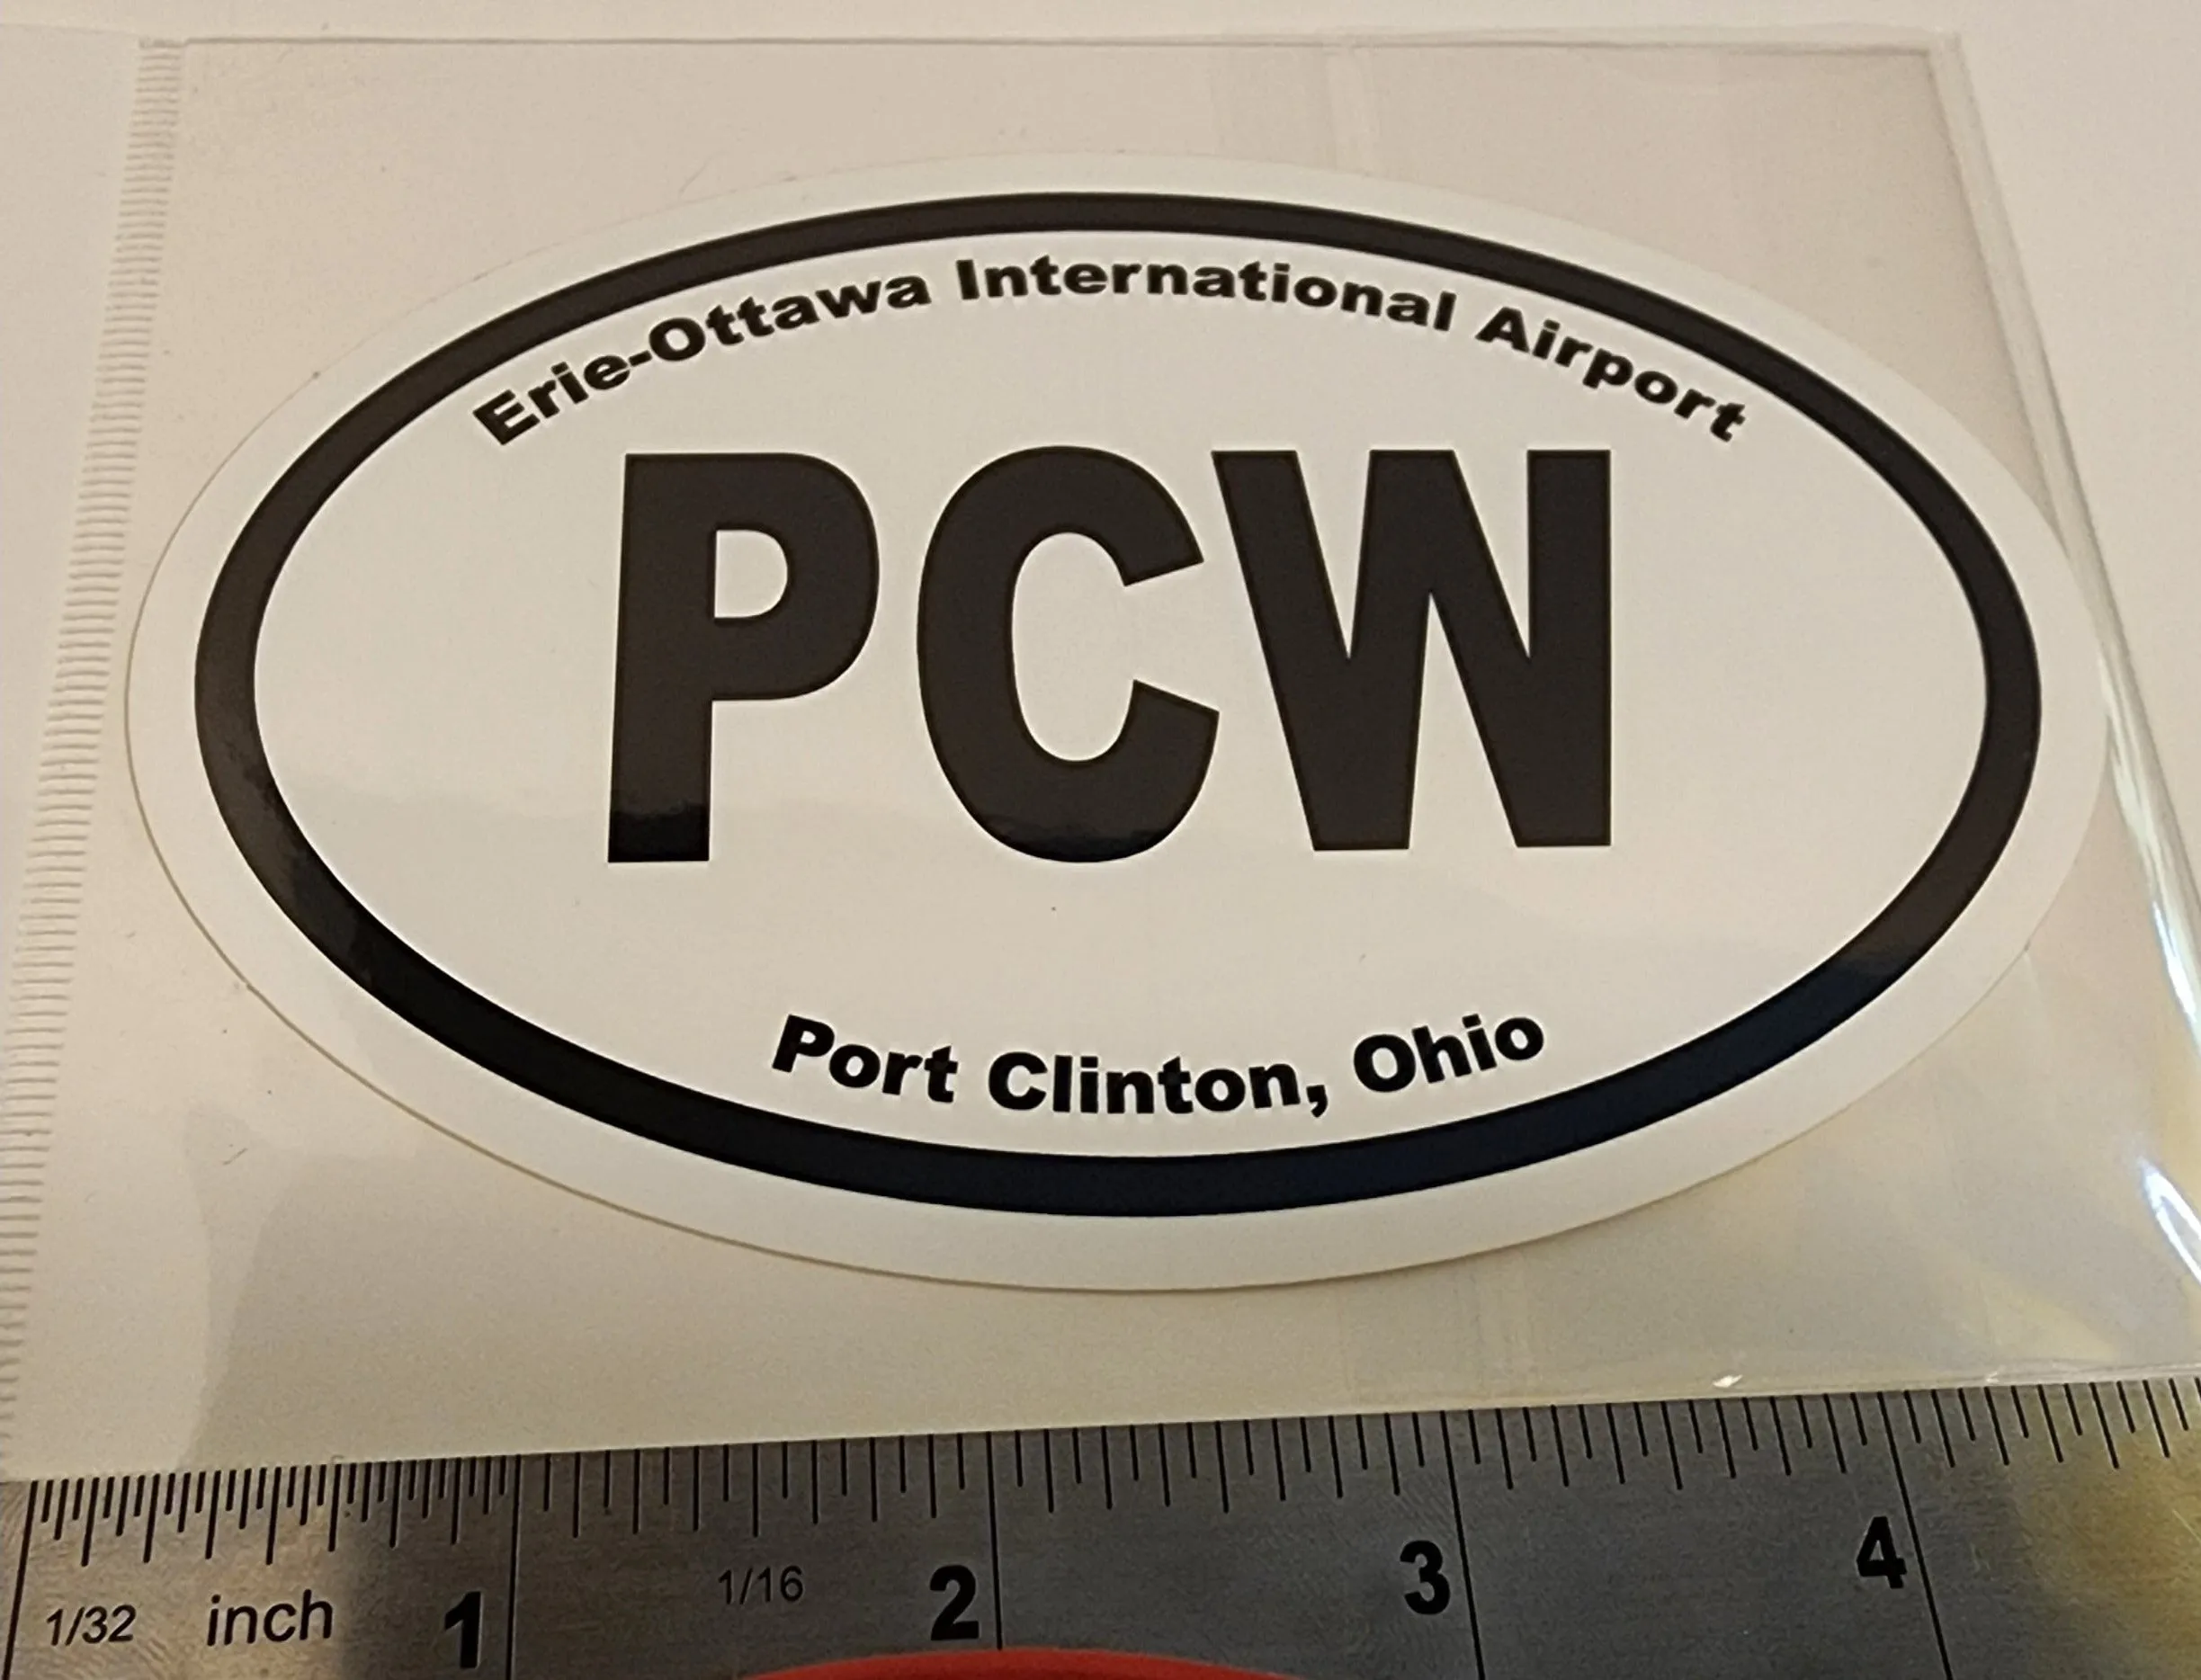 Erie-Ottawa International Airport
PCW
Port Clinton, Ohio
1/32 inch 1 1/16 2 3 4